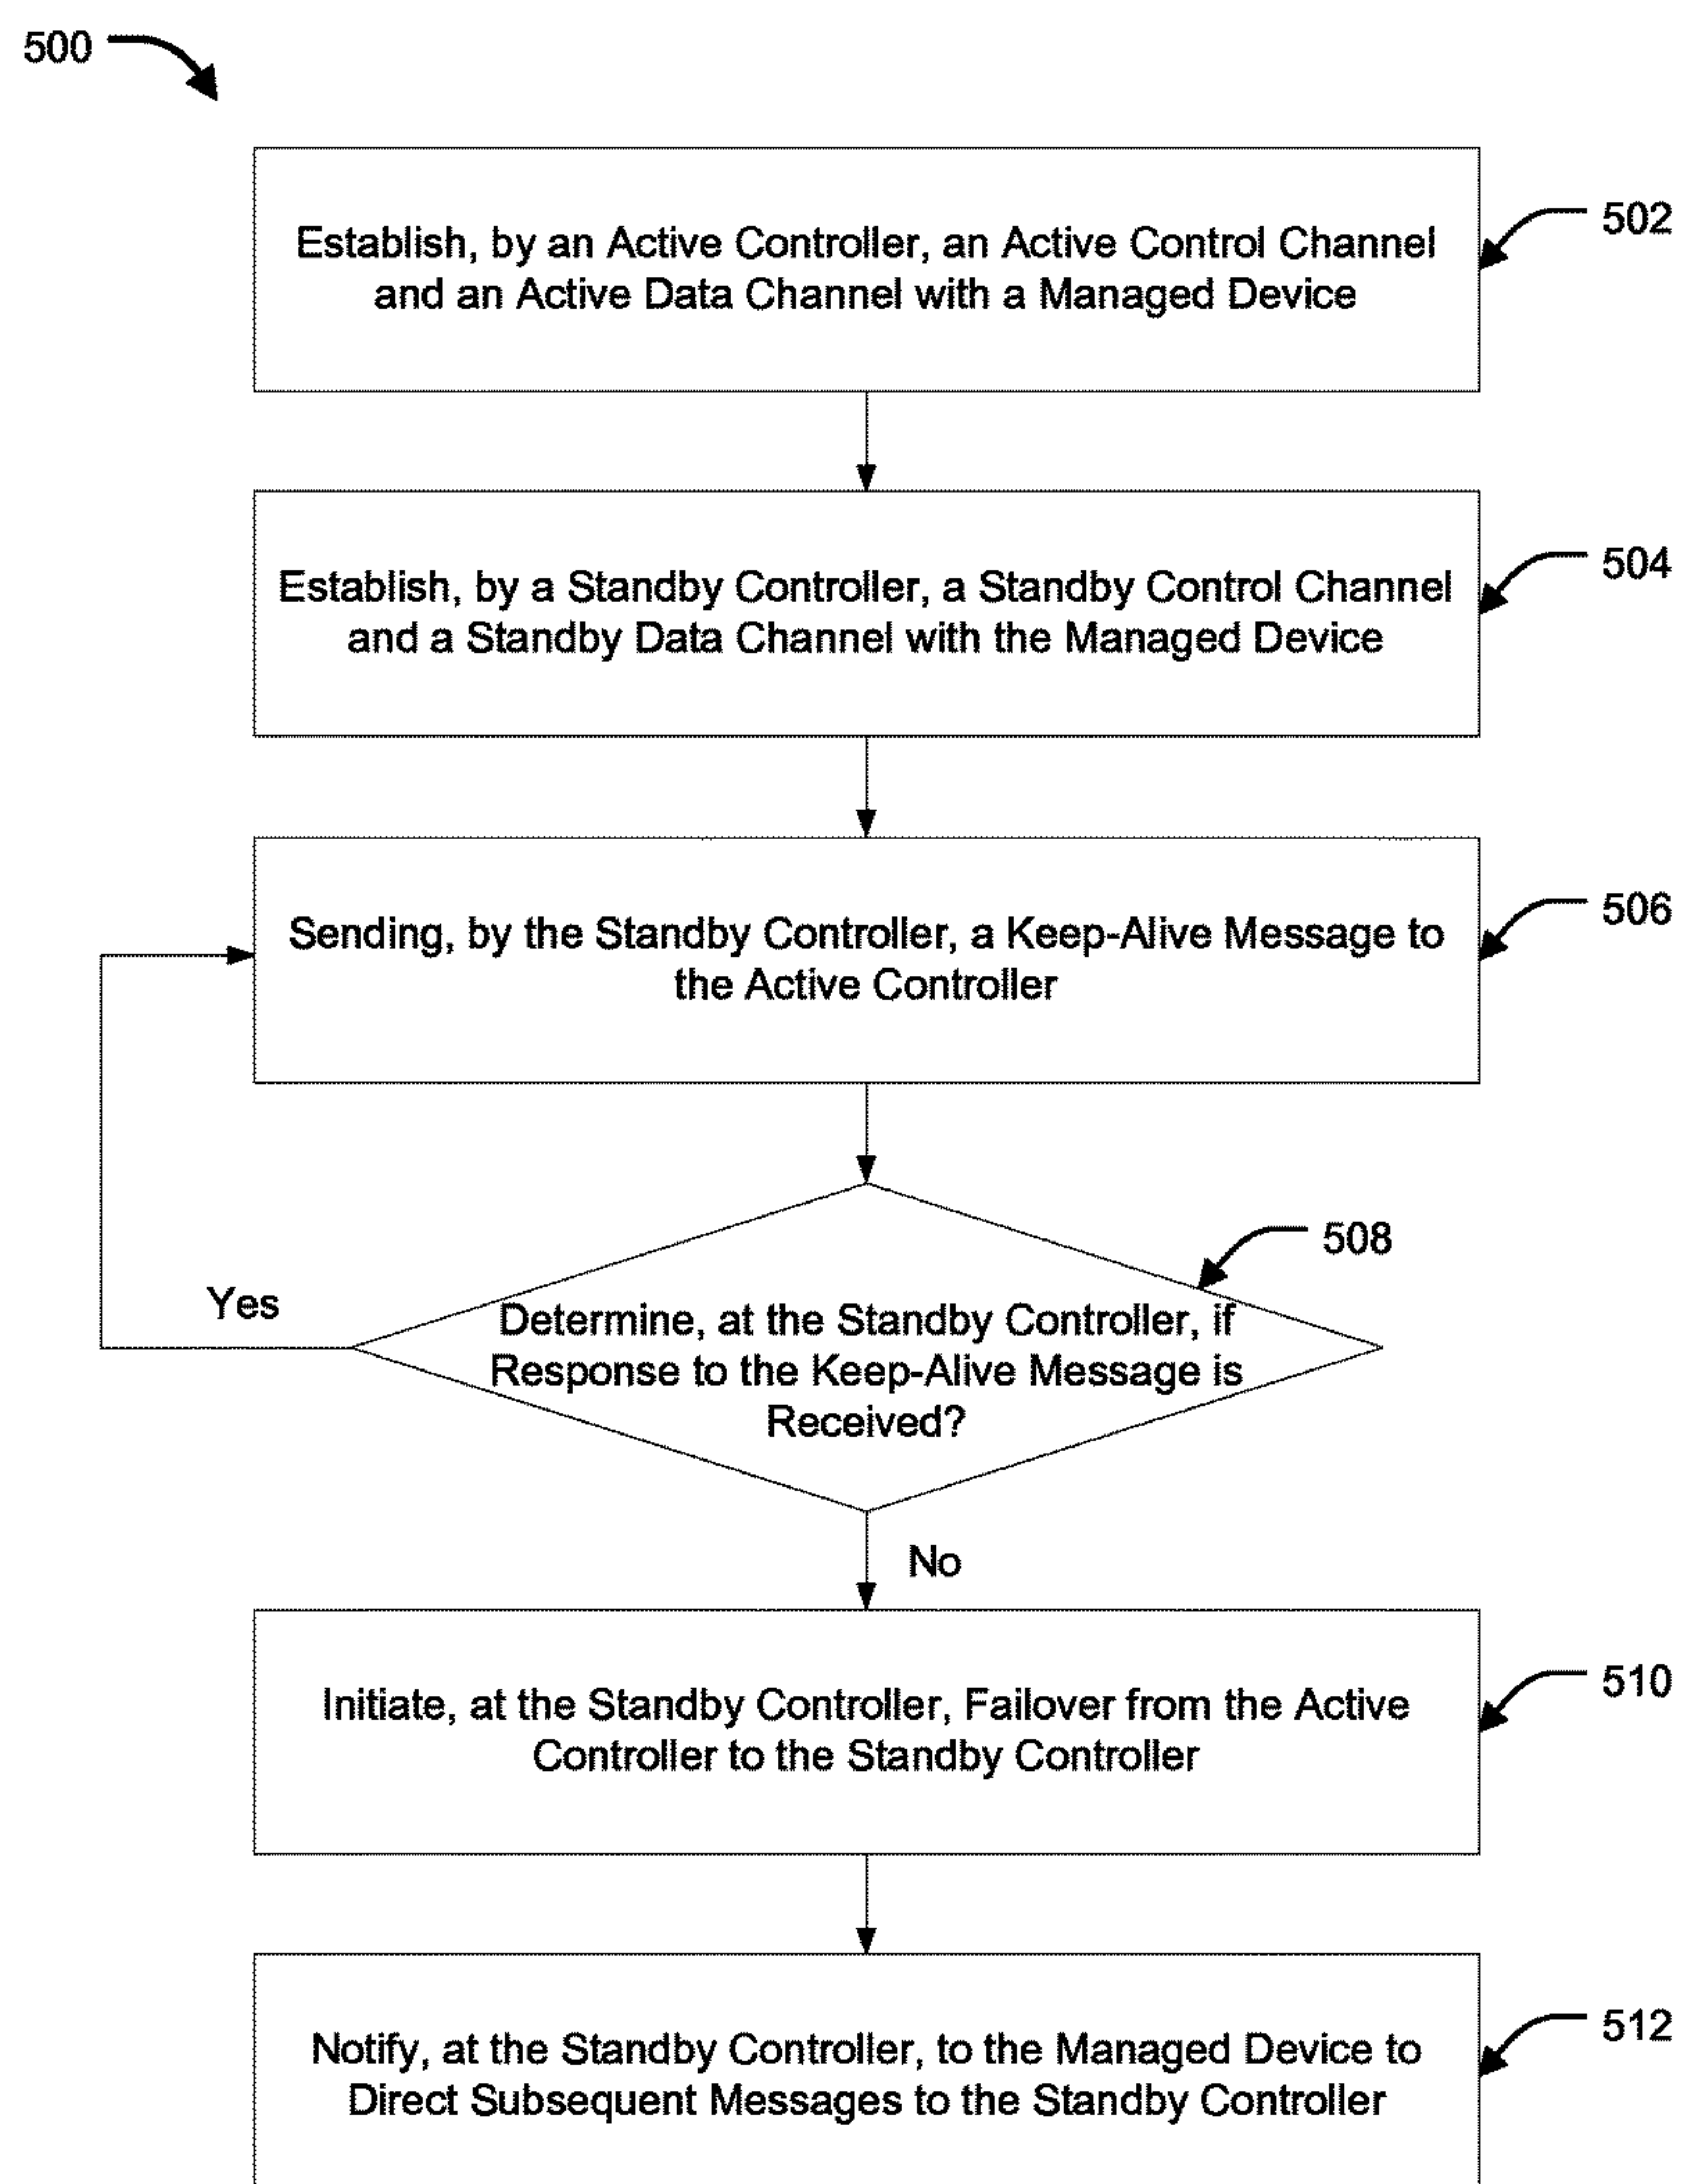 500
Establish, by an Active Controller, an Active Control Channel
and an Active Data Channel with a Managed Device
502
Establish, by a Standby Controller, a Standby Control Channel
and a Standby Data Channel with the Managed Device
504
Sending, by the Standby Controller, a Keep-Alive Message to
the Active Controller
506
508
Yes
Determine, at the Standby Controller, if
Response to the Keep-Alive Message is
Received?
No
Initiate, at the Standby Controller, Failover from the Active
Controller to the Standby Controller
510
Notify, at the Standby Controller, to the Managed Device to
Direct Subsequent Messages to the Standby Controller
512